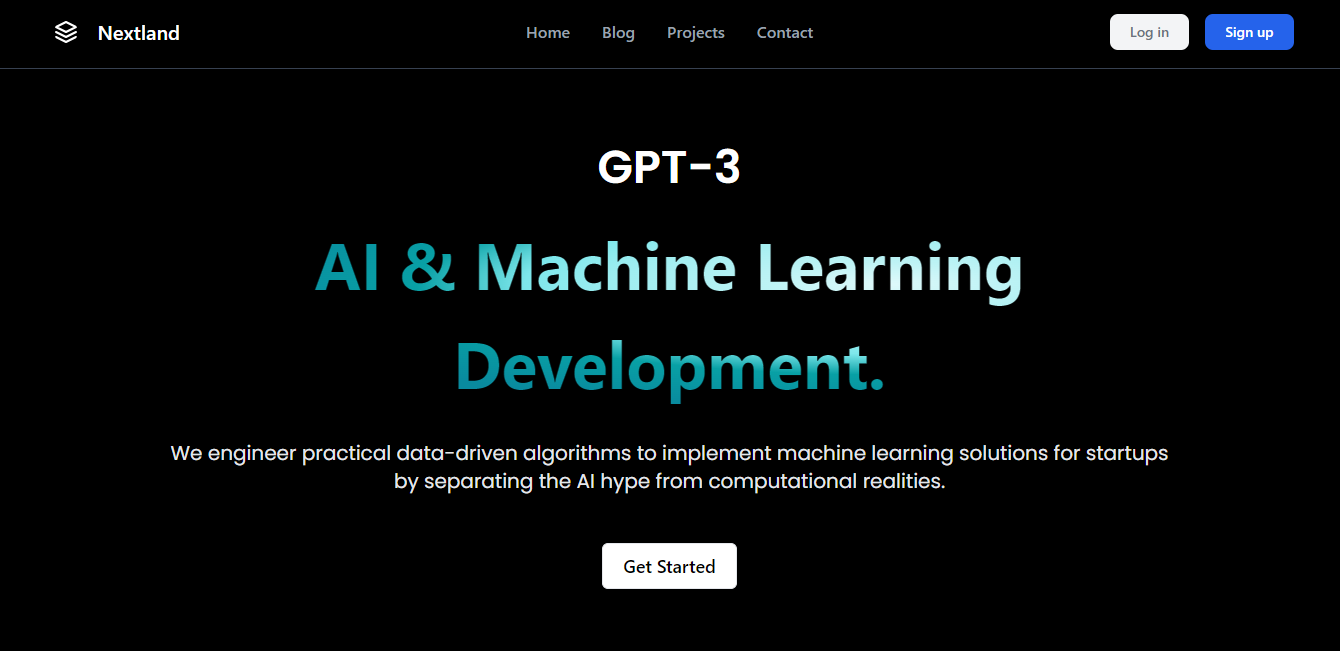 Nextland
Home
Blog
Projects
Contact
Log in
Sign up
GPT-3
AI & Machine Learning
Development.
We engineer practical data-driven algorithms to implement machine learning solutions for startups
by separating the AI hype from computational realities.
Get Started